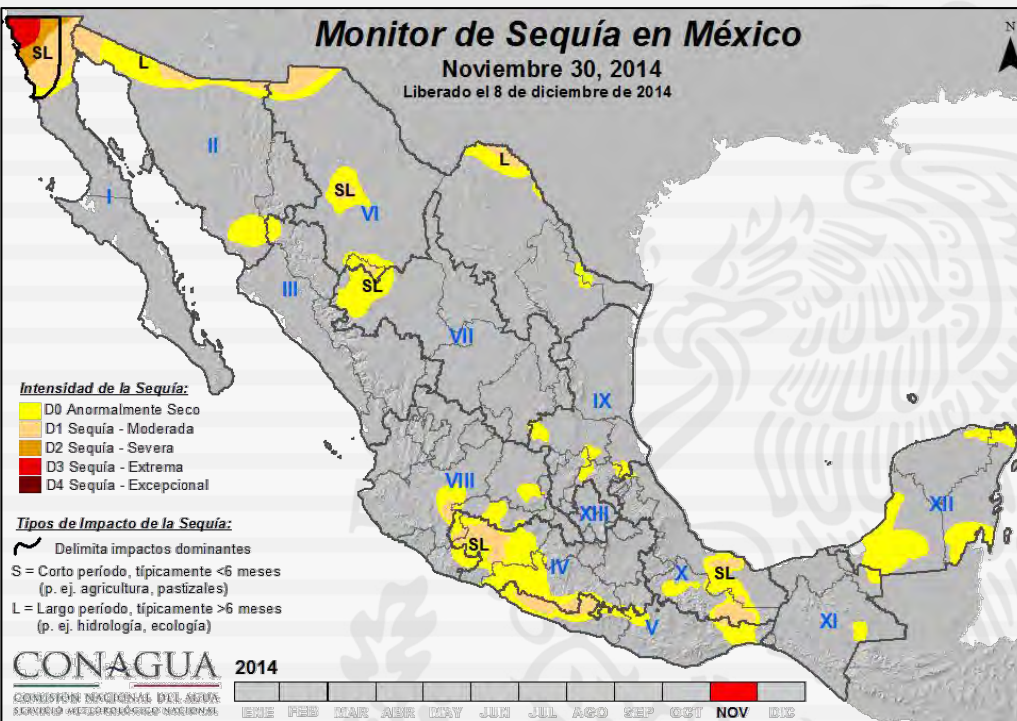 Monitor de Sequía en México
Noviembre 30, 2014
Liberado el 8 de diciembre de 2014
N
SL
L
L
II
SL
I
VI
III
SL
VII
IX
Intensidad de la Sequía:
D0 Anormalmente Seco
D1 Sequía - Moderada
D2 Sequía - Severa
D3 Sequía - Extrema
D4 Sequía - Excepcional
VIII
XII
XIII
SL
IV
X
SL
V
XI
Tipos de Impacto de la Sequía:
Delimita impactos dominantes
S = Corto período, típicamente <6 meses
(p. ej. agricultura, pastizales)
L = Largo período, típicamente >6 meses
(p. ej. hidrología, ecología)
CONAGUA
COMISIÓN NACIONAL DEL AGUA
SERVICIO METEOROLÓGICO NACIONAL
2014
ENE FEB MAR ABR MAY JUN JUL AGO SEP OCT NOV DIC